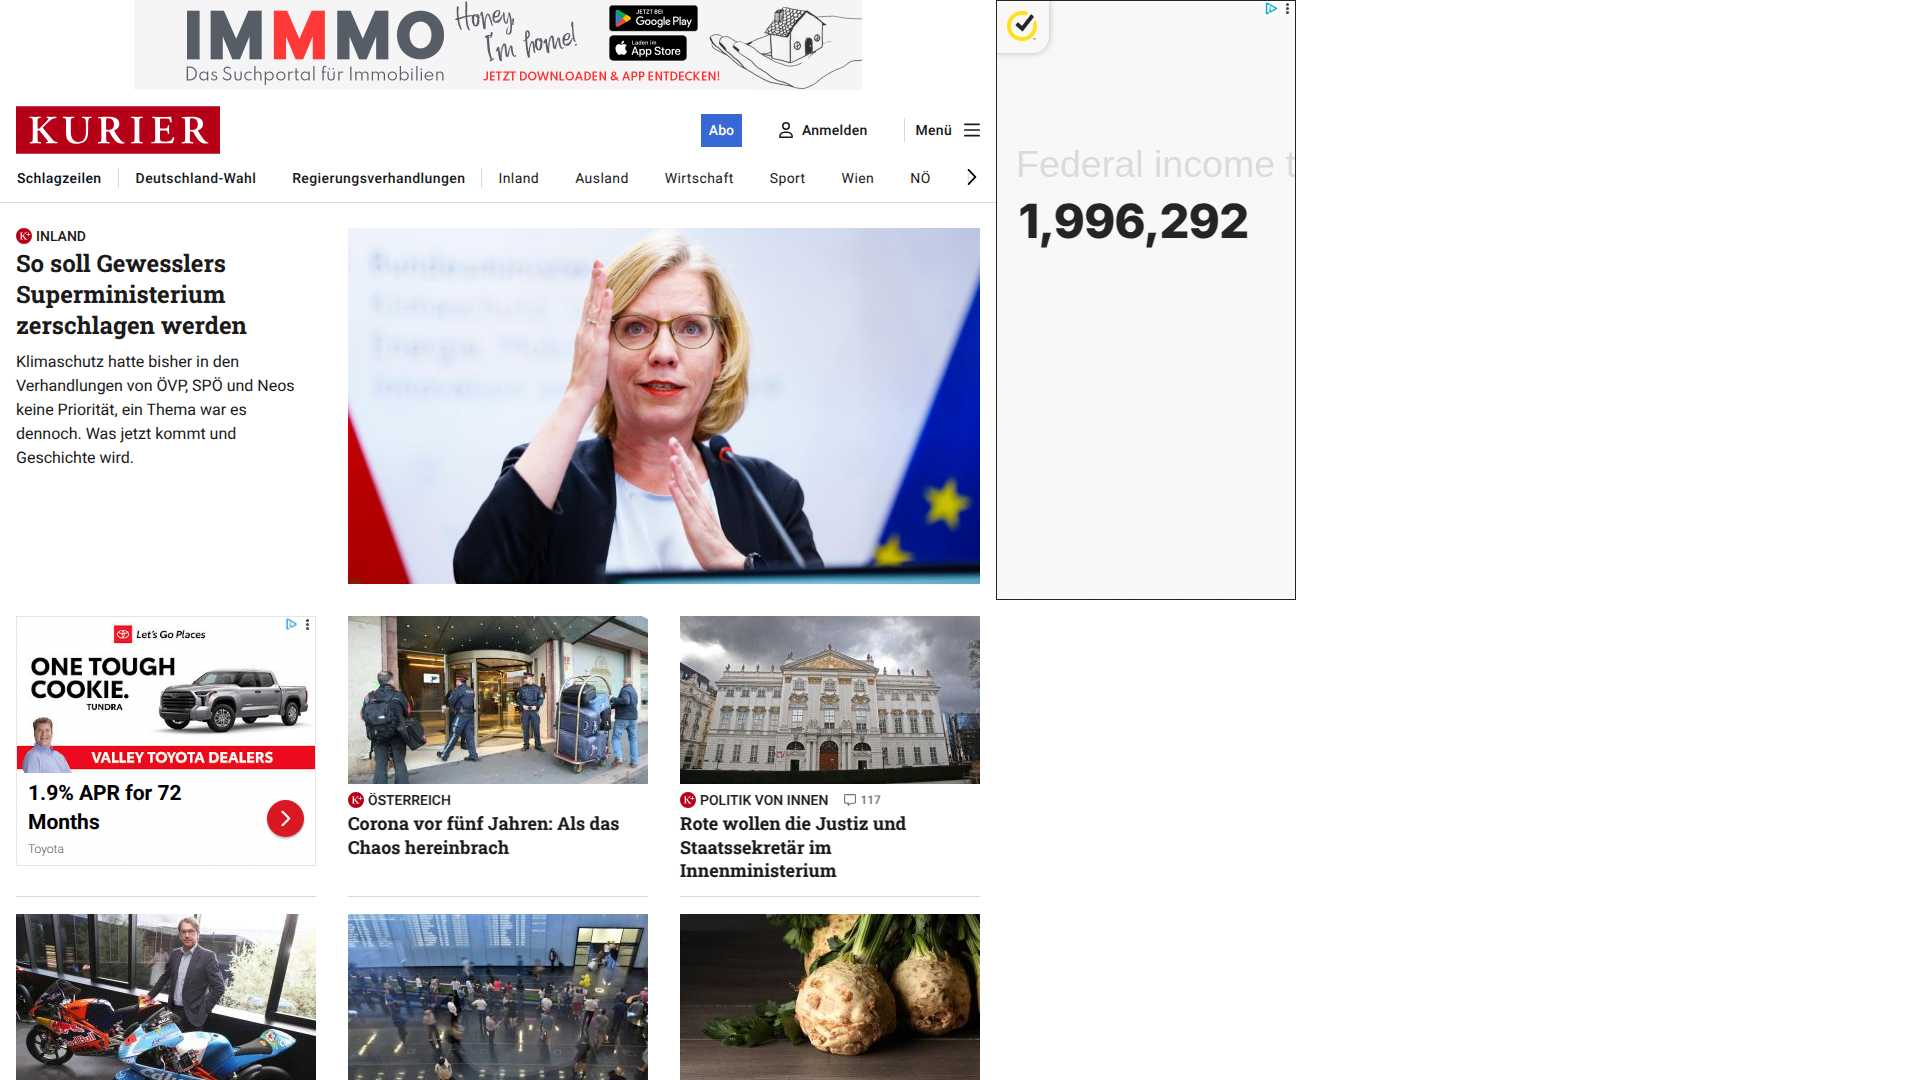 IMMMO
Das Suchportal für Immobilien
Honey,
I'm home!
JETZT BEI
Google Play
Laden im
App Store
JETZT DOWNLOADEN & APP ENTDECKEN!
KURIER
Abo
Anmelden
Menü
Schlagzeilen
Deutschland-Wahl
Regierungsverhandlungen
Inland
Ausland
Wirtschaft
Sport
Wien
NÖ
K+ INLAND
So soll Gewesslers
Superministerium
zerschlagen werden
Klimaschutz hatte bisher in den
Verhandlungen von ÖVP, SPÖ und Neos
keine Priorität, ein Thema war es
dennoch. Was jetzt kommt und
Geschichte wird.
Federal income t
1,996,292
Let's Go Places
ONE TOUGH
COOKIE.
TUNDRA
VALLEY TOYOTA DEALERS
1.9% APR for 72
Months
Toyota
K+ ÖSTERREICH
Corona vor fünf Jahren: Als das
Chaos hereinbrach
K+ POLITIK VON INNEN 117
Rote wollen die Justiz und
Staatssekretär im
Innenministerium